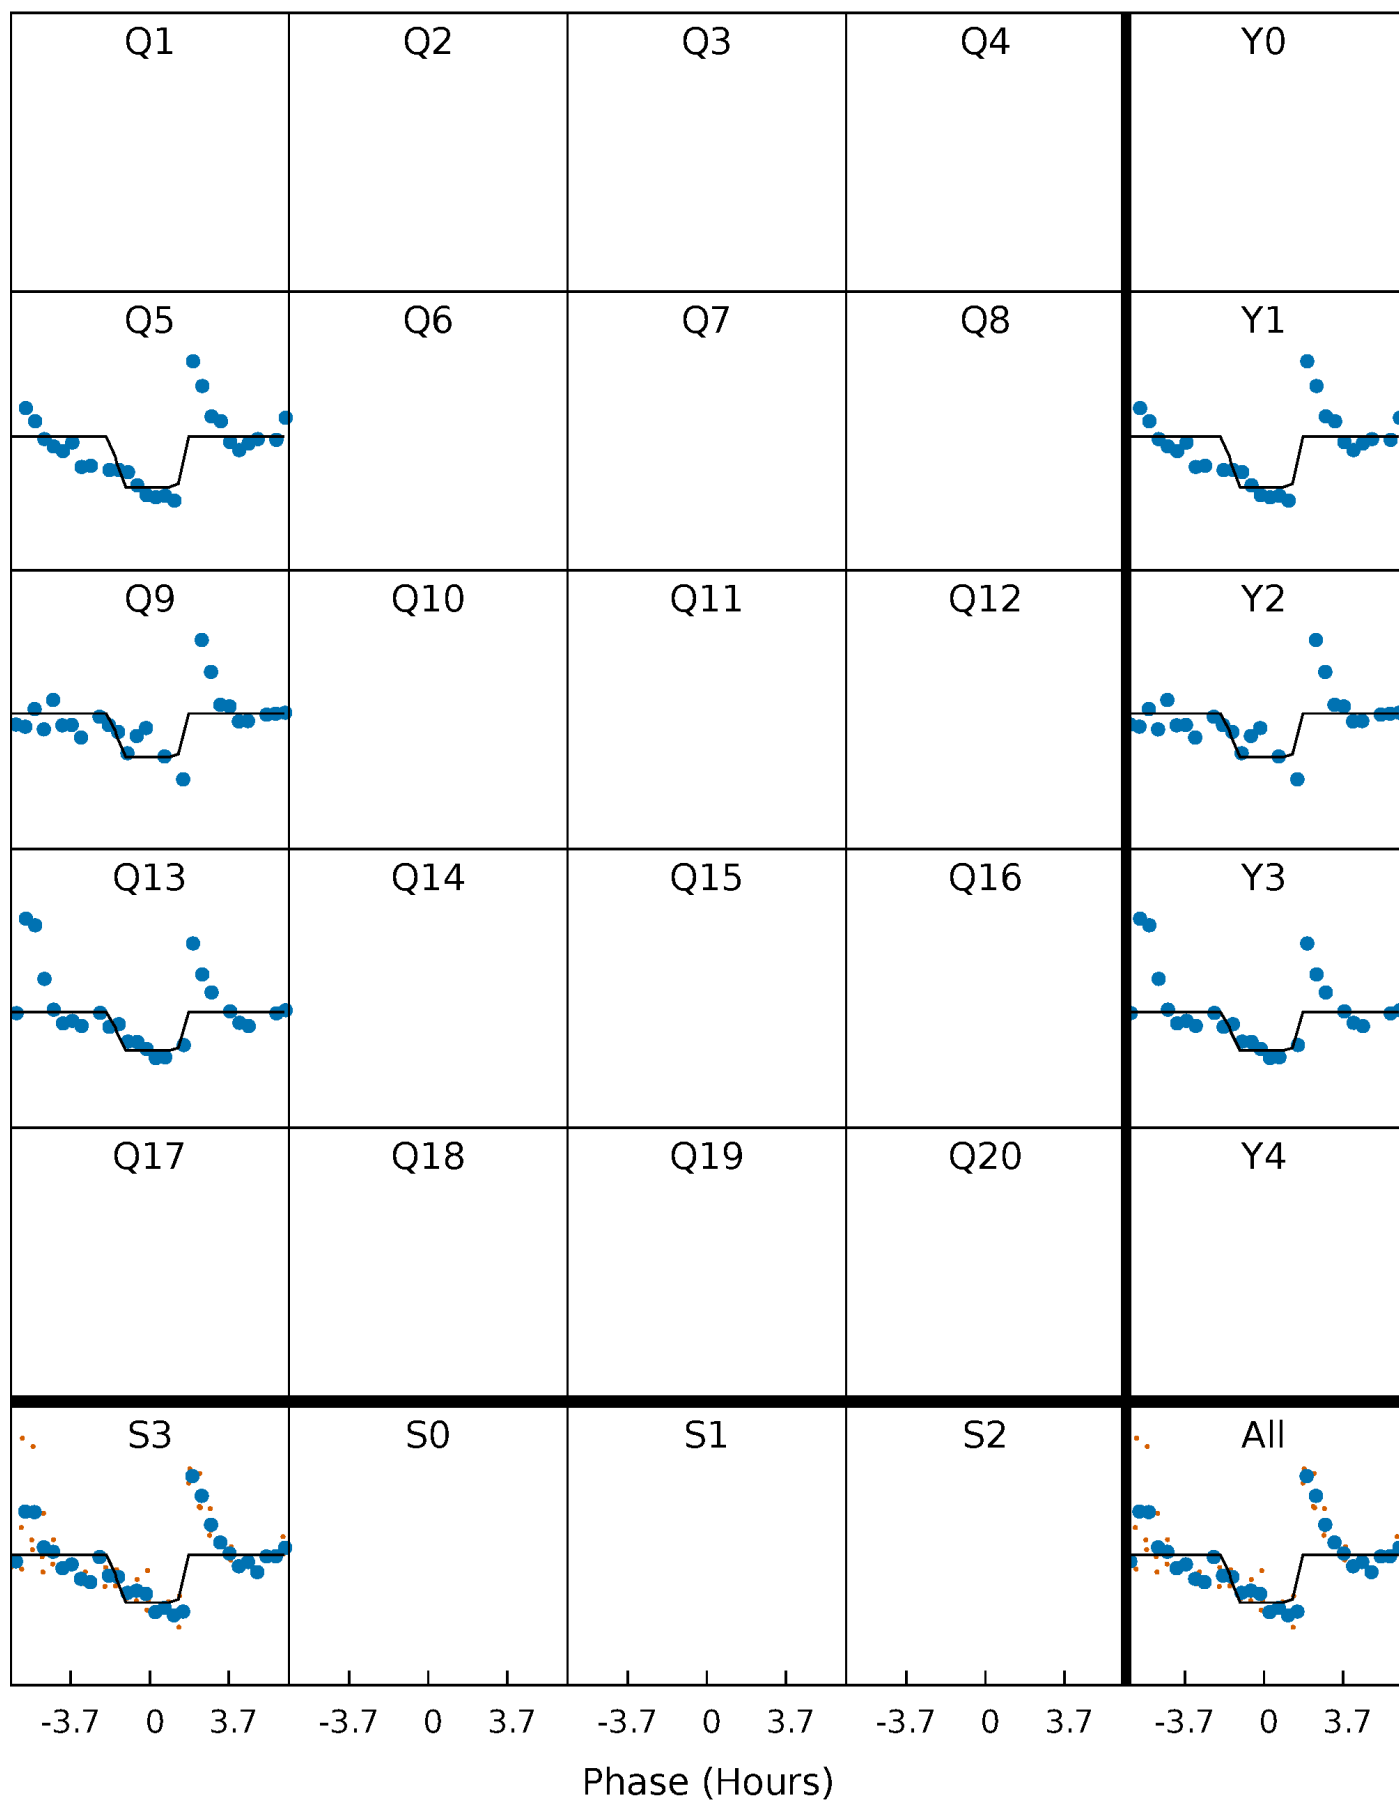 Q1 Q2 Q3 Q4 Y0
Q5 Q6 Q7 Q8 Y1
Q9 Q10 Q11 Q12 Y2
Q13 Q14 Q15 Q16 Y3
Q17 Q18 Q19 Q20 Y4
S3 S0 S1 S2 All
-3.7 0 3.7 -3.7 0 3.7 -3.7 0 3.7 -3.7 0 3.7 -3.7 0 3.7
Phase (Hours)